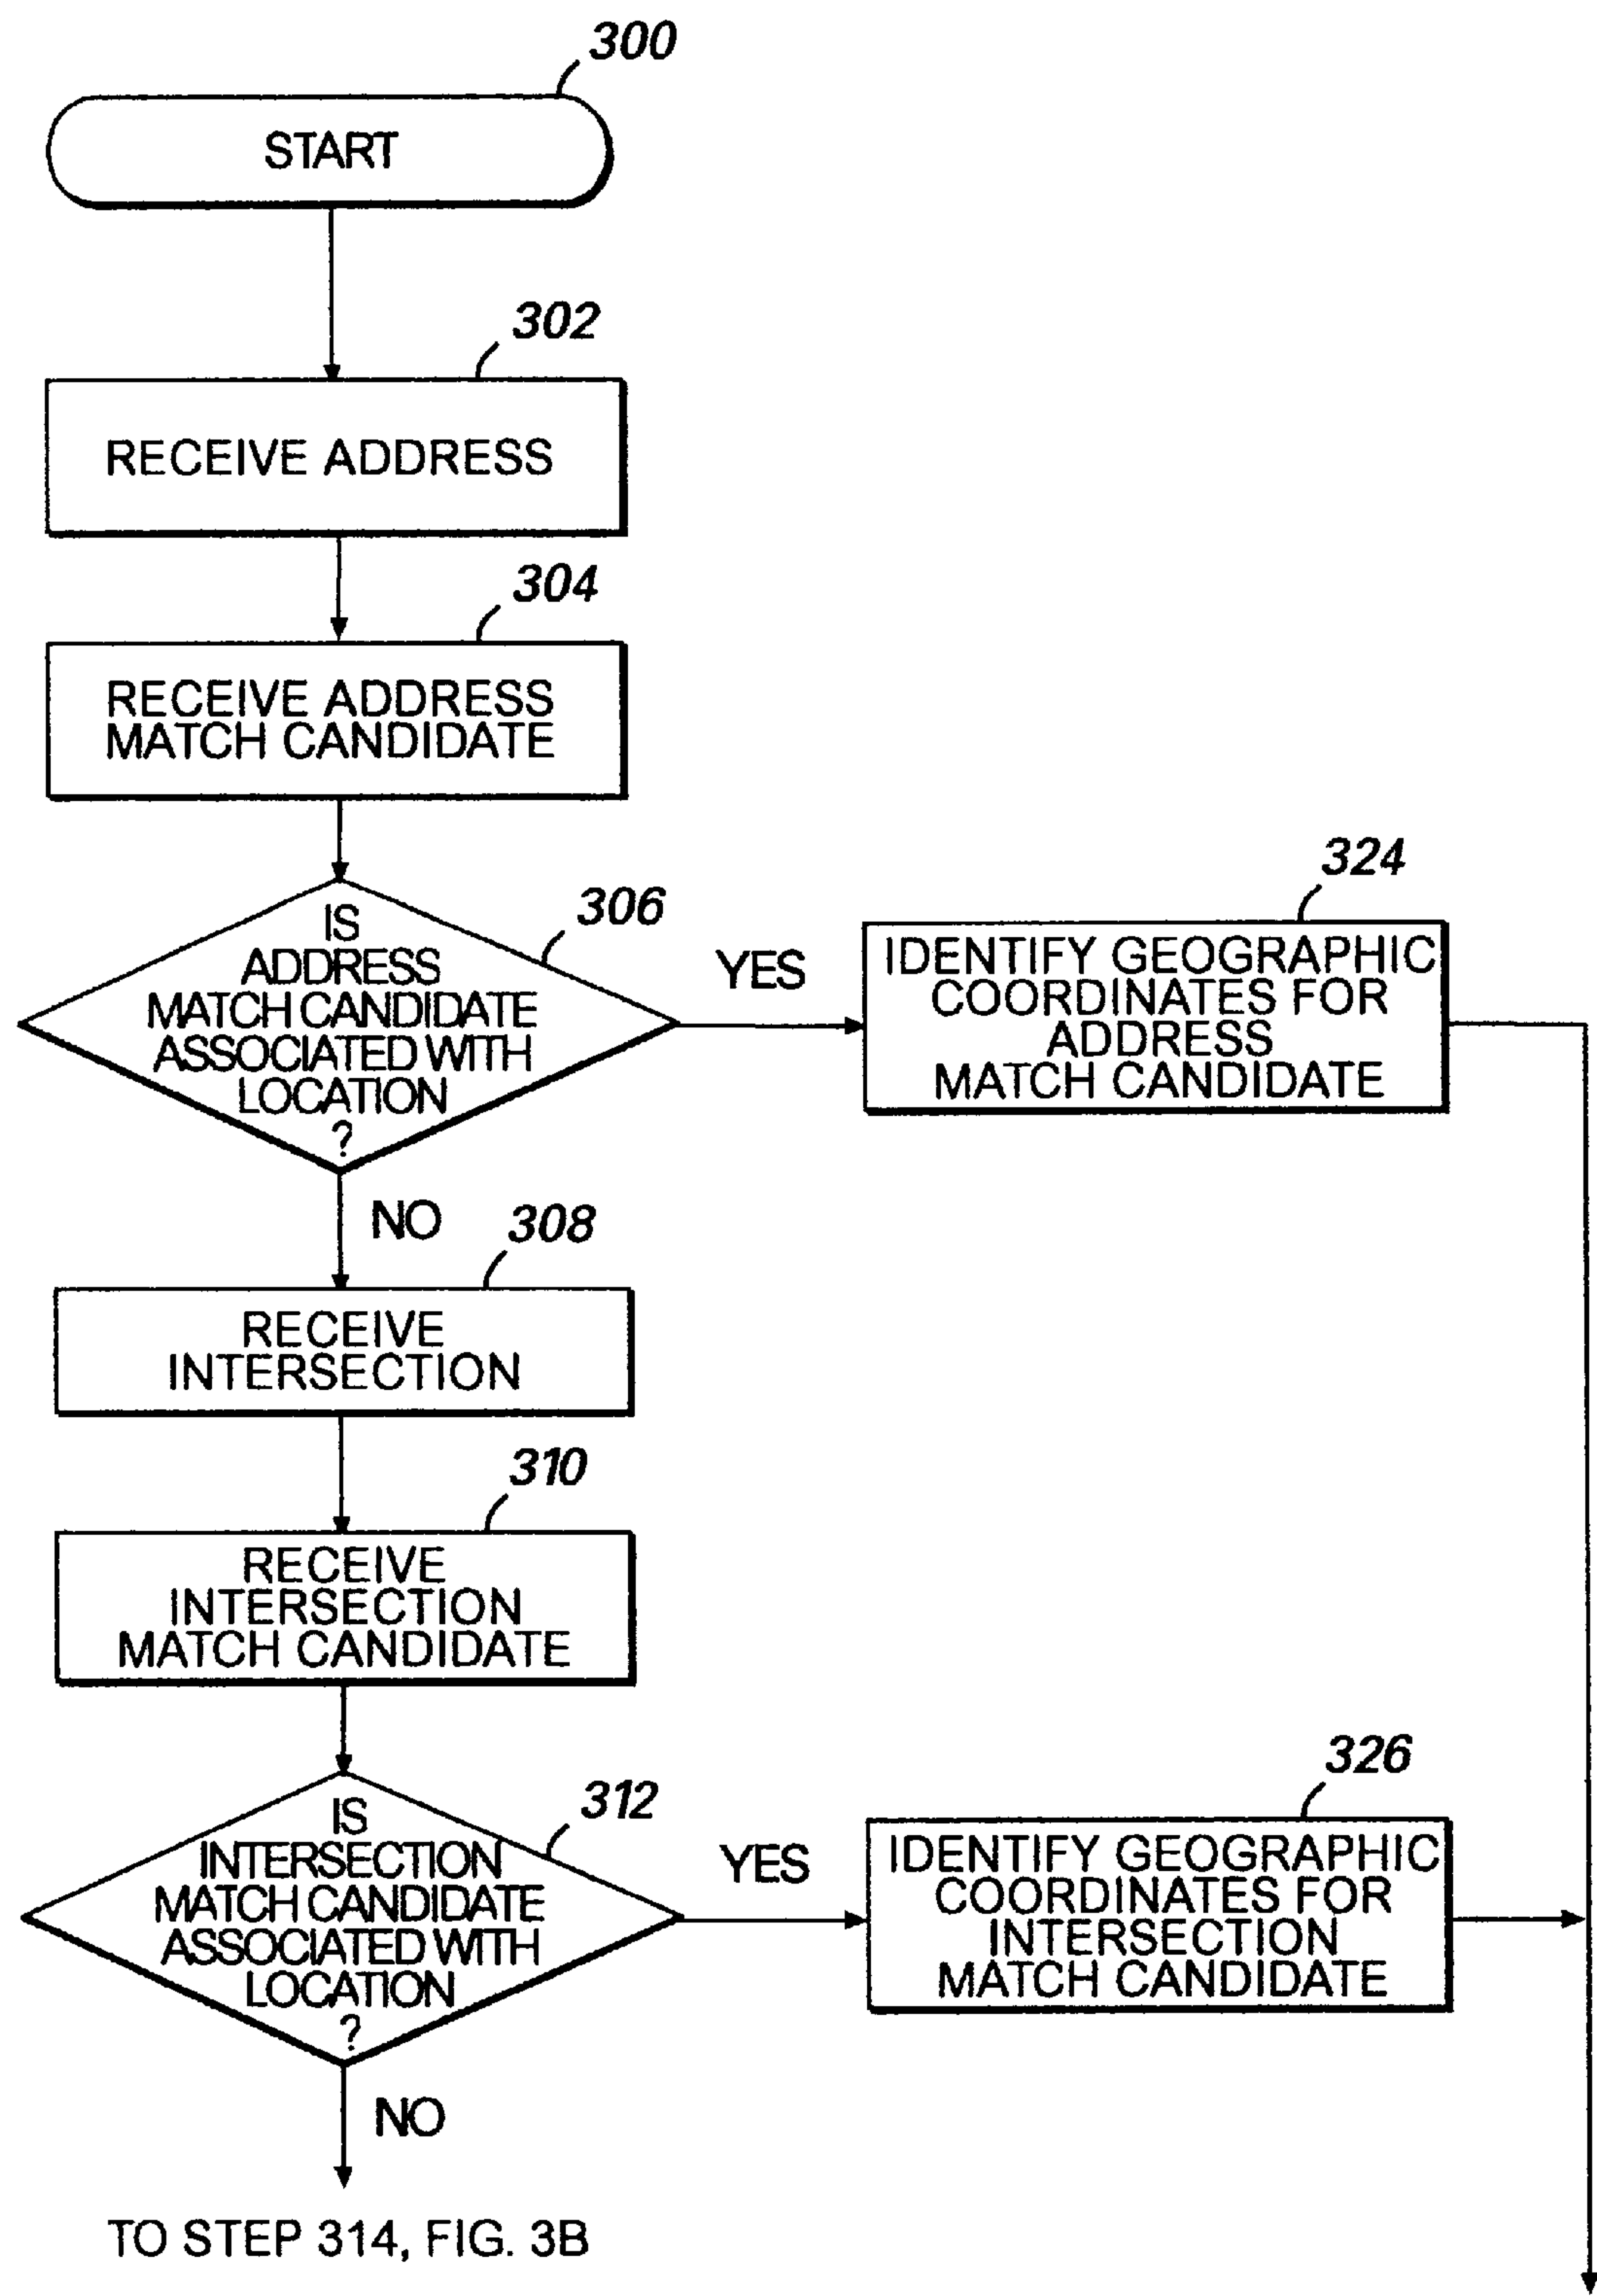 300
START
302
RECEIVE ADDRESS
304
RECEIVE ADDRESS
MATCH CANDIDATE
306
IS
ADDRESS
MATCH CANDIDATE
ASSOCIATED WITH
LOCATION
?
YES
324
IDENTIFY GEOGRAPHIC
COORDINATES FOR
ADDRESS
MATCH CANDIDATE
NO
308
RECEIVE
INTERSECTION
310
RECEIVE
INTERSECTION
MATCH CANDIDATE
312
IS
INTERSECTION
MATCH CANDIDATE
ASSOCIATED WITH
LOCATION
?
YES
326
IDENTIFY GEOGRAPHIC
COORDINATES FOR
INTERSECTION
MATCH CANDIDATE
NO
TO STEP 314, FIG. 3B